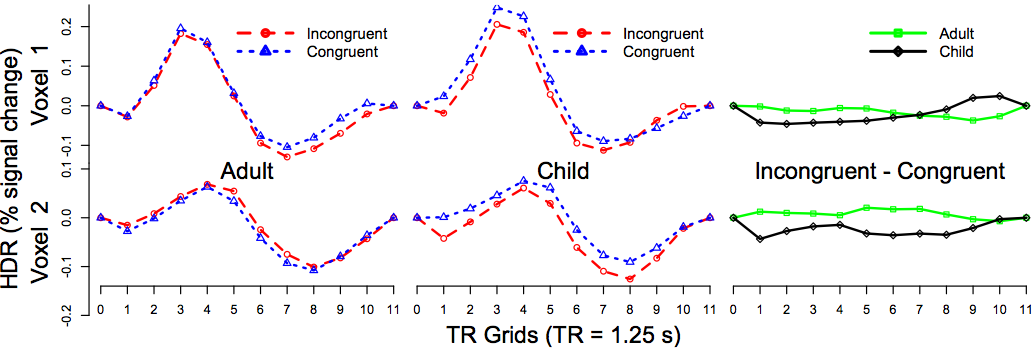 HDR (% signal change)
Voxel 1
Voxel 2
0.2
0.1
0.0
-0.1
0.1
0.0
-0.1
-0.2
Incongruent
Congruent
Incongruent
Congruent
Adult
Child
Adult
Child
Incongruent - Congruent
0 1 2 3 4 5 6 7 8 9 10 11
0 1 2 3 4 5 6 7 8 9 10 11
0 1 2 3 4 5 6 7 8 9 10 11
TR Grids (TR = 1.25 s)